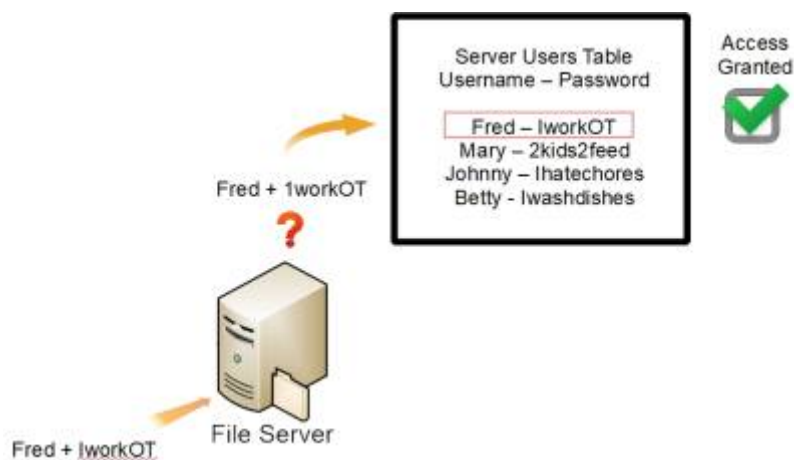 Server Users Table
Username – Password
Fred – IworkOT
Mary – 2kids2feed
Johnny – Ihatechores
Betty - Iwashdishes
Access
Granted
Fred + 1workOT
?
File Server
Fred + IworkOT